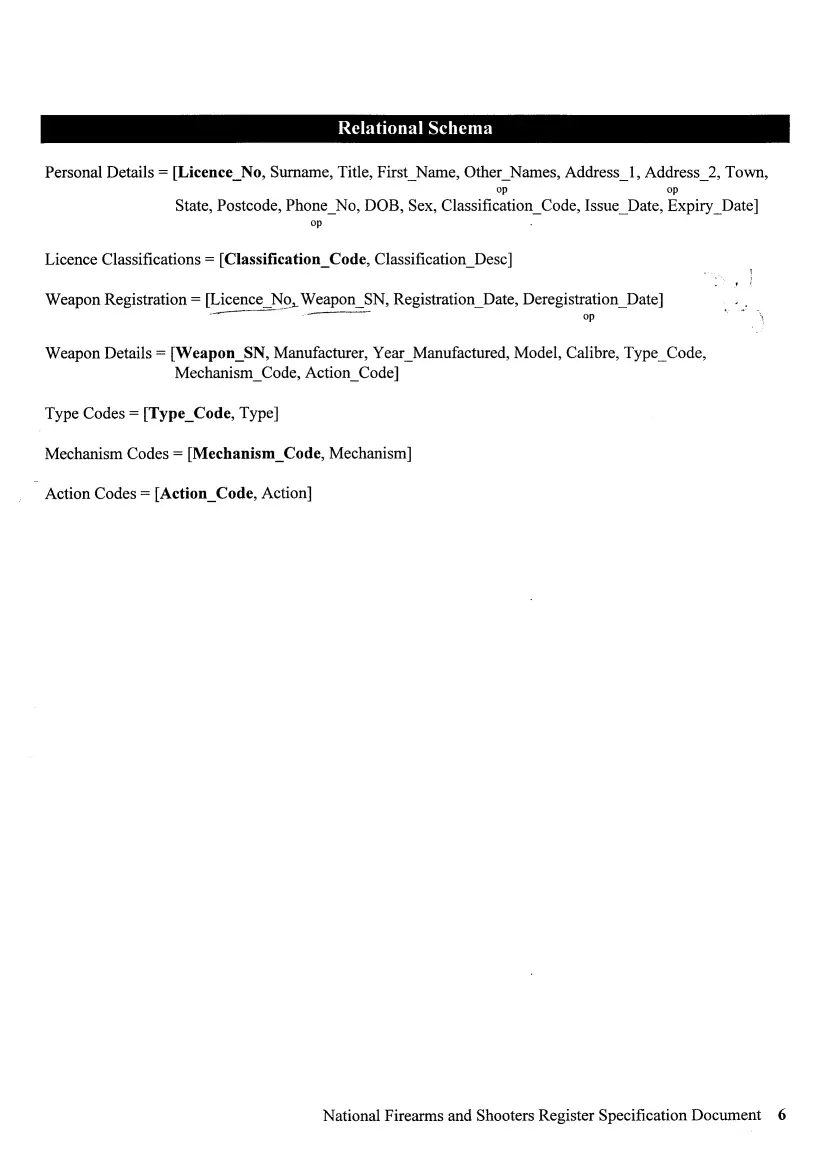 Relational Schema
Personal Details = [Licence_No, Surname, Title, First_Name, Other_Names, Address_1, Address_2, Town,
op op
State, Postcode, Phone_No, DOB, Sex, Classification_Code, Issue_Date, Expiry_Date]
op
Licence Classifications = [Classification_Code, Classification_Desc]
Weapon Registration = [Licence_No, Weapon_SN, Registration_Date, Deregistration_Date]
op
Weapon Details = [Weapon_SN, Manufacturer, Year_Manufactured, Model, Calibre, Type_Code,
Mechanism_Code, Action_Code]
Type Codes = [Type_Code, Type]
Mechanism Codes = [Mechanism_Code, Mechanism]
Action Codes = [Action_Code, Action]
National Firearms and Shooters Register Specification Document 6